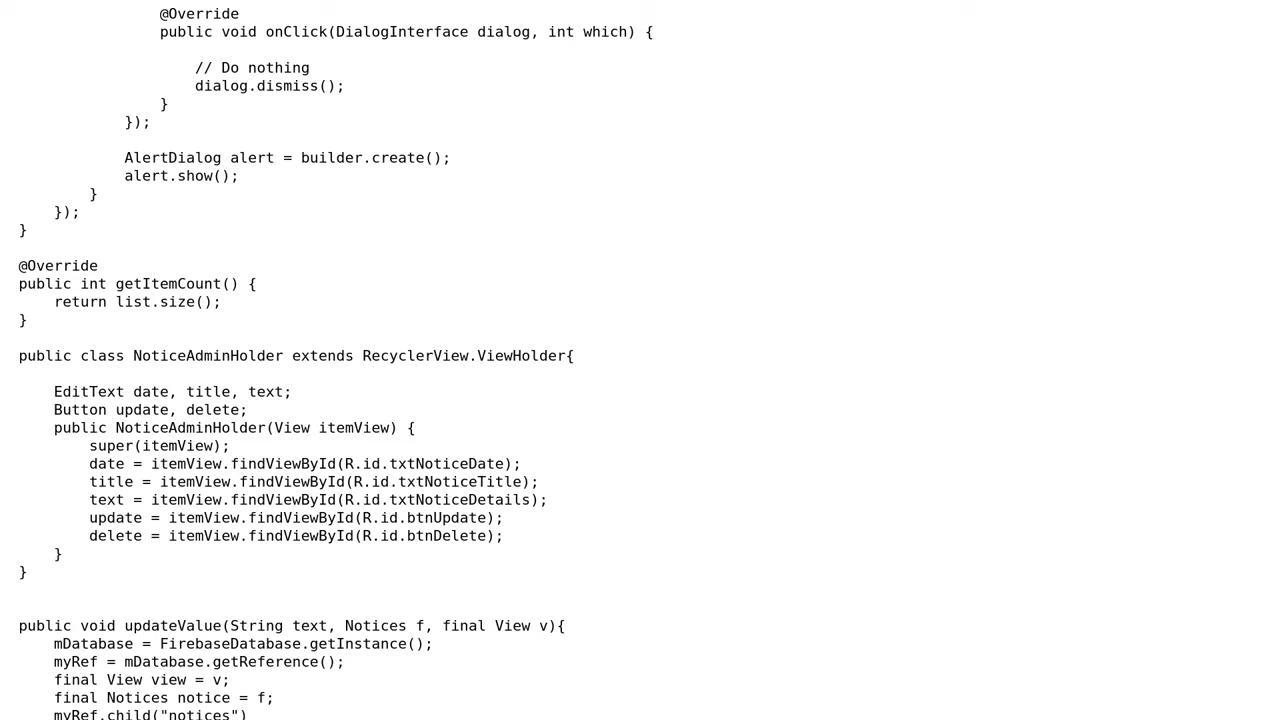 @Override
public void onClick(DialogInterface dialog, int which) {
// Do nothing
dialog.dismiss();
}
});
AlertDialog alert = builder.create();
alert.show();
}
});
}
@Override
public int getItemCount() {
return list.size();
}
public class NoticeAdminHolder extends RecyclerView.ViewHolder{
EditText date, title, text;
Button update, delete;
public NoticeAdminHolder(View itemView) {
super(itemView);
date = itemView.findViewById(R.id.txtNoticeDate);
title = itemView.findViewById(R.id.txtNoticeTitle);
text = itemView.findViewById(R.id.txtNoticeDetails);
update = itemView.findViewById(R.id.btnUpdate);
delete = itemView.findViewById(R.id.btnDelete);
}
}
public void updateValue(String text, Notices f, final View v){
mDatabase = FirebaseDatabase.getInstance();
myRef = mDatabase.getReference();
final View view = v;
final Notices notice = f;
myRef.child("notices")